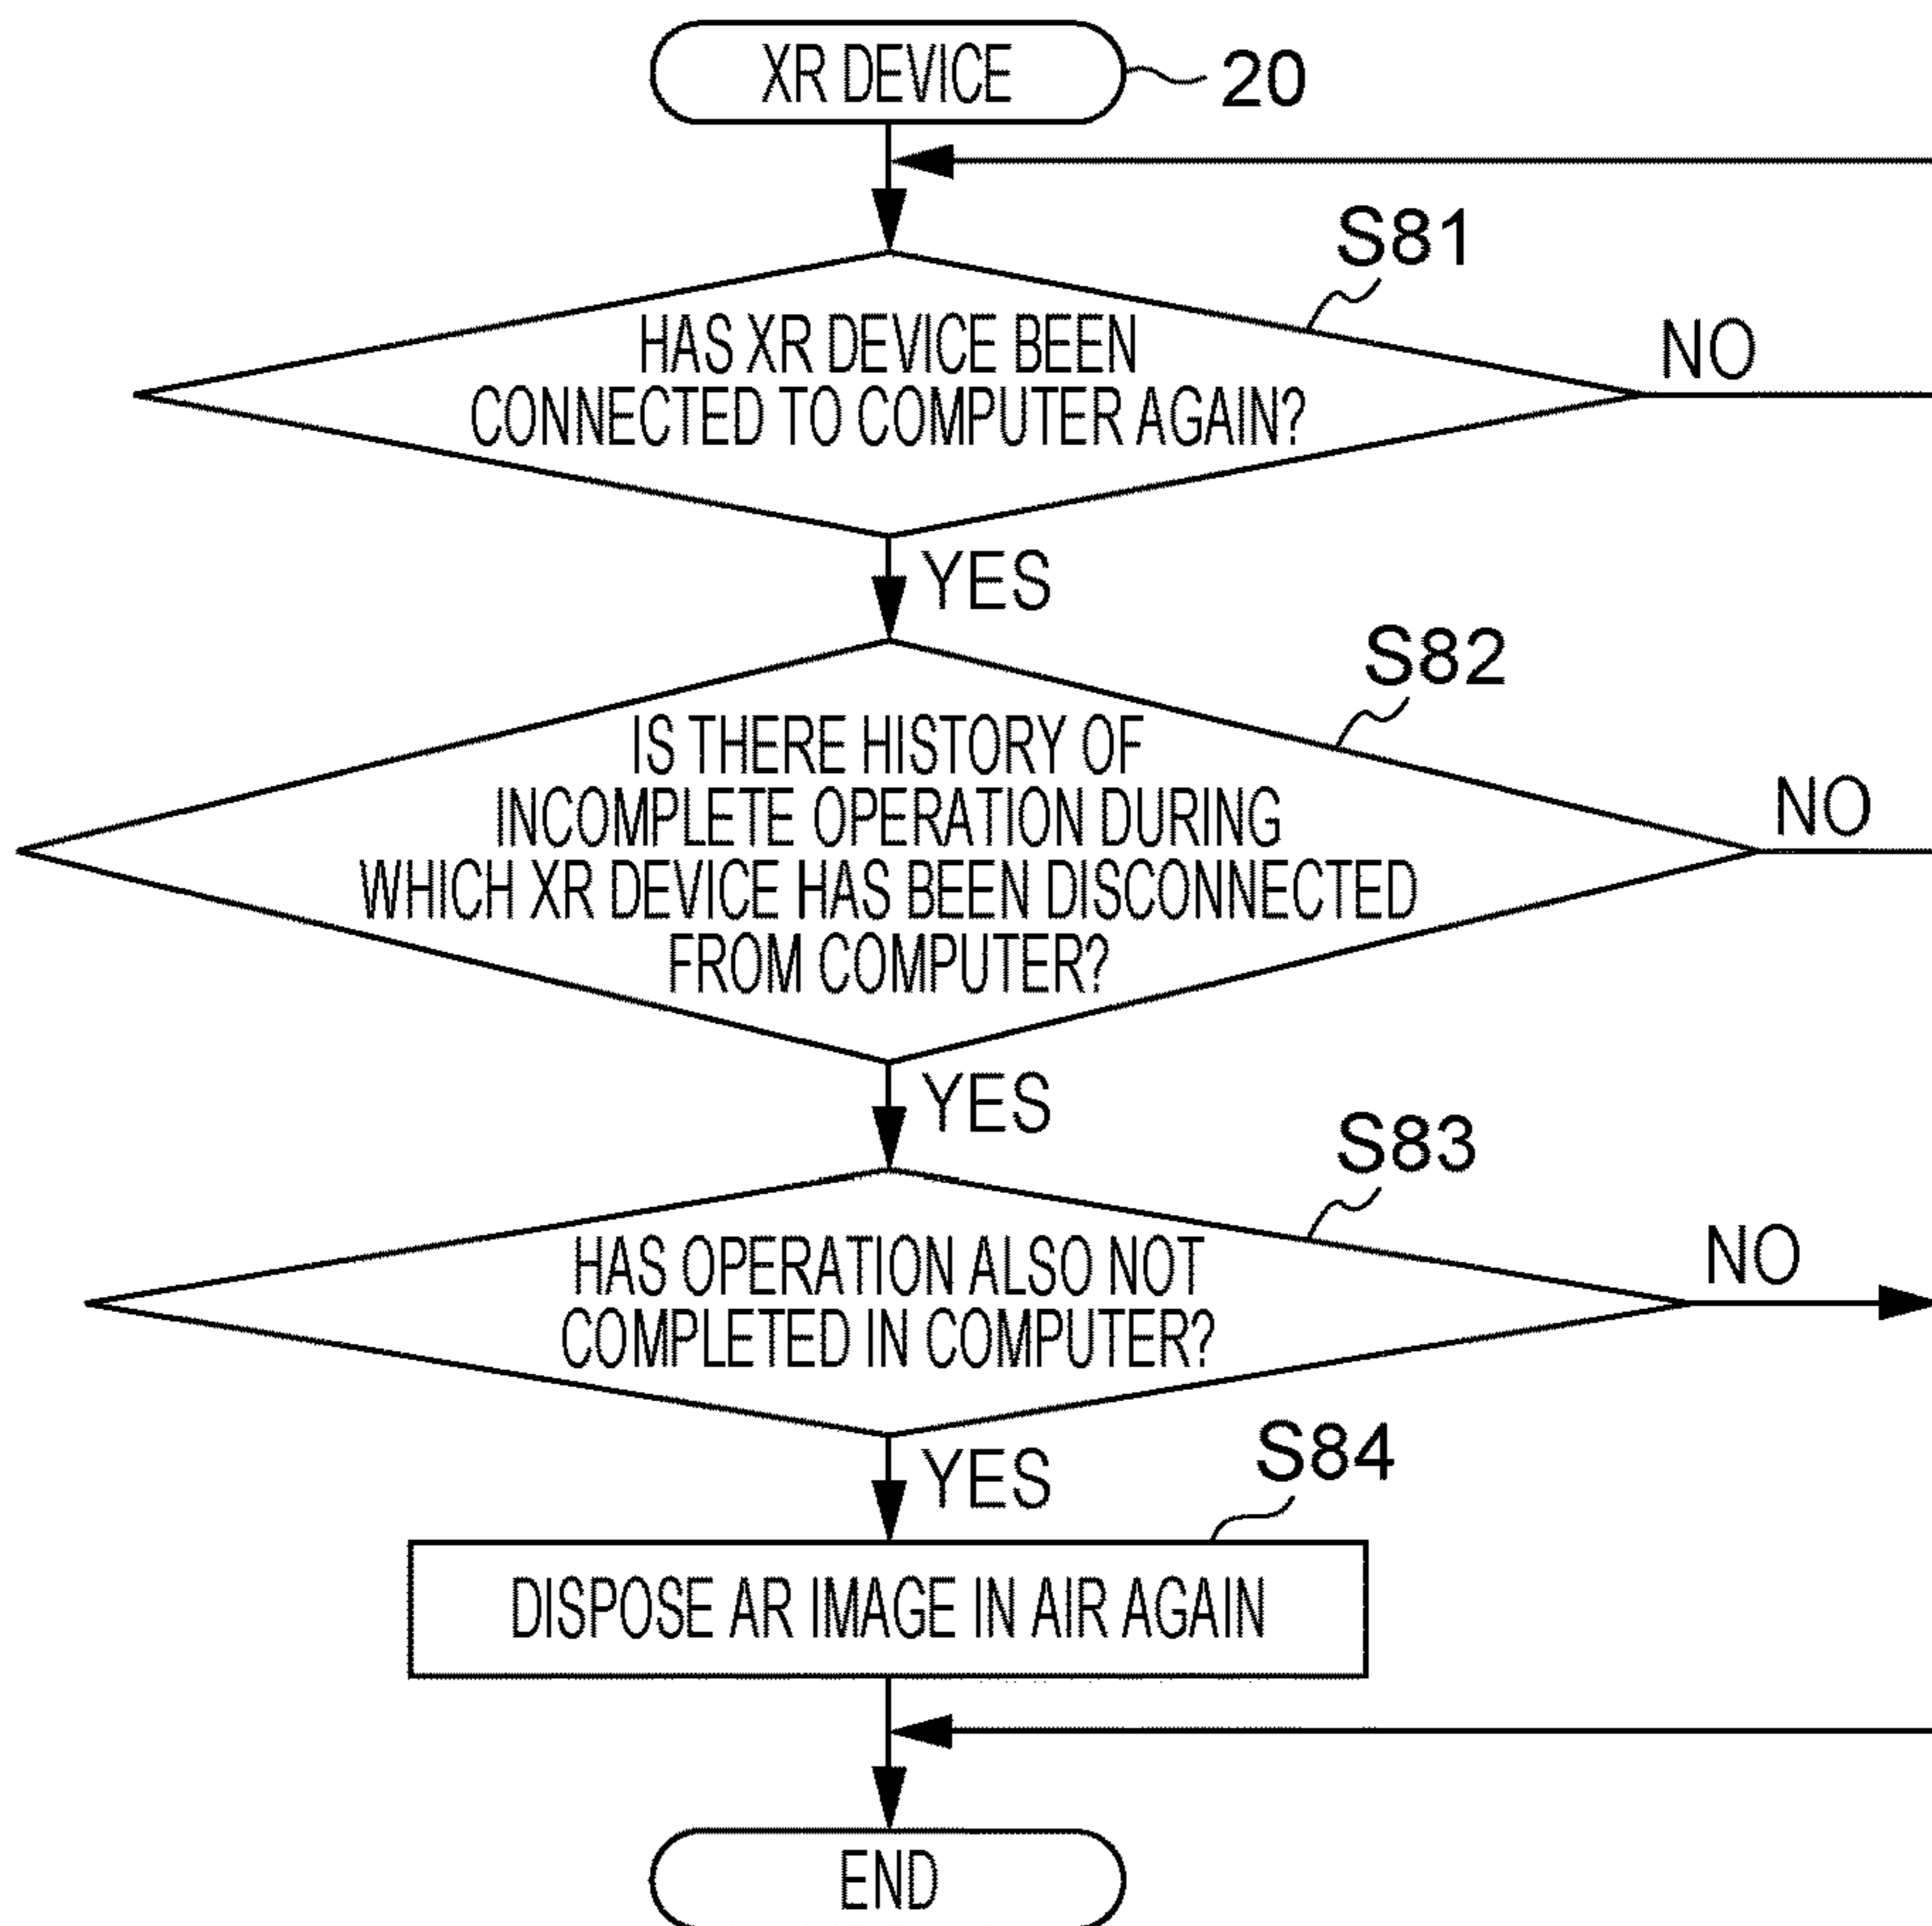 XR DEVICE
20
S81
HAS XR DEVICE BEEN
CONNECTED TO COMPUTER AGAIN?
NO
YES
S82
IS THERE HISTORY OF
INCOMPLETE OPERATION DURING
WHICH XR DEVICE HAS BEEN DISCONNECTED
FROM COMPUTER?
NO
YES
S83
HAS OPERATION ALSO NOT
COMPLETED IN COMPUTER?
NO
YES
S84
DISPOSE AR IMAGE IN AIR AGAIN
END